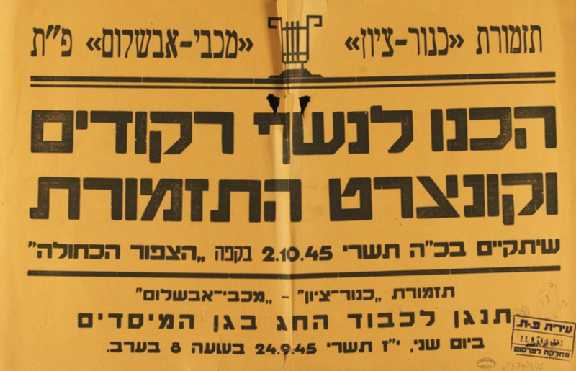 תזמורת «כנור-ציון» «מכבי-אבשלום» פ"ת
הכנו לנשף רקודים
וקונצרט התזמורת
שיתקיים בכ"ה תשרי 2.10.45 בקפה „הצפור הכחולה"
תזמורת „כנור-ציון" - „מכבי-אבשלום"
תנגן לכבוד החג בגן המיסדים
ביום שני, י"ז תשרי 24.9.45 בשעה 8 בערב.
עירית פ-ת.